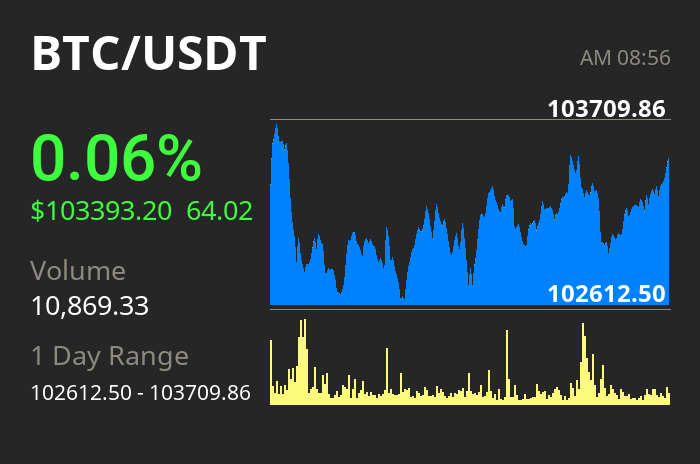 BTC/USDT
AM 08:56
103709.86
0.06%
$103393.20 64.02
Volume
10,869.33
102612.50
1 Day Range
102612.50 - 103709.86